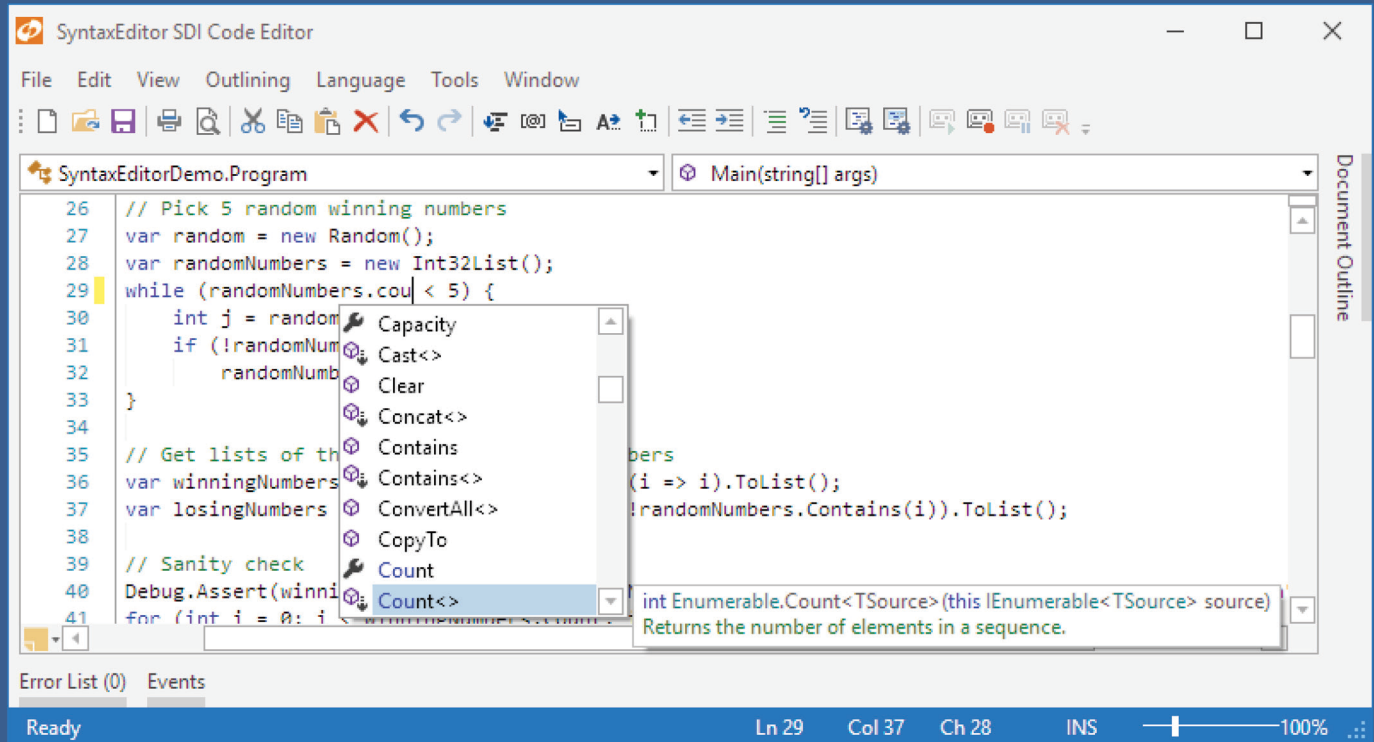 SyntaxEditor SDI Code Editor
File Edit View Outlining Language Tools Window
SyntaxEditorDemo.Program Main(string[] args)
Document Outline
26 // Pick 5 random winning numbers
27 var random = new Random();
28 var randomNumbers = new Int32List();
29 while (randomNumbers.cou < 5) {
30 int j = random
31 if (!randomNum
32 randomNumb
33 }
34
35 // Get lists of th bers
36 var winningNumbers (i => i).ToList();
37 var losingNumbers !randomNumbers.Contains(i)).ToList();
38
39 // Sanity check
40 Debug.Assert(winni
41 for (int i = 0; i <
Capacity
Cast<>
Clear
Concat<>
Contains
Contains<>
ConvertAll<>
CopyTo
Count
Count<>
int Enumerable.Count<TSource>(this IEnumerable<TSource> source)
Returns the number of elements in a sequence.
Error List (0) Events
Ready Ln 29 Col 37 Ch 28 INS 100%